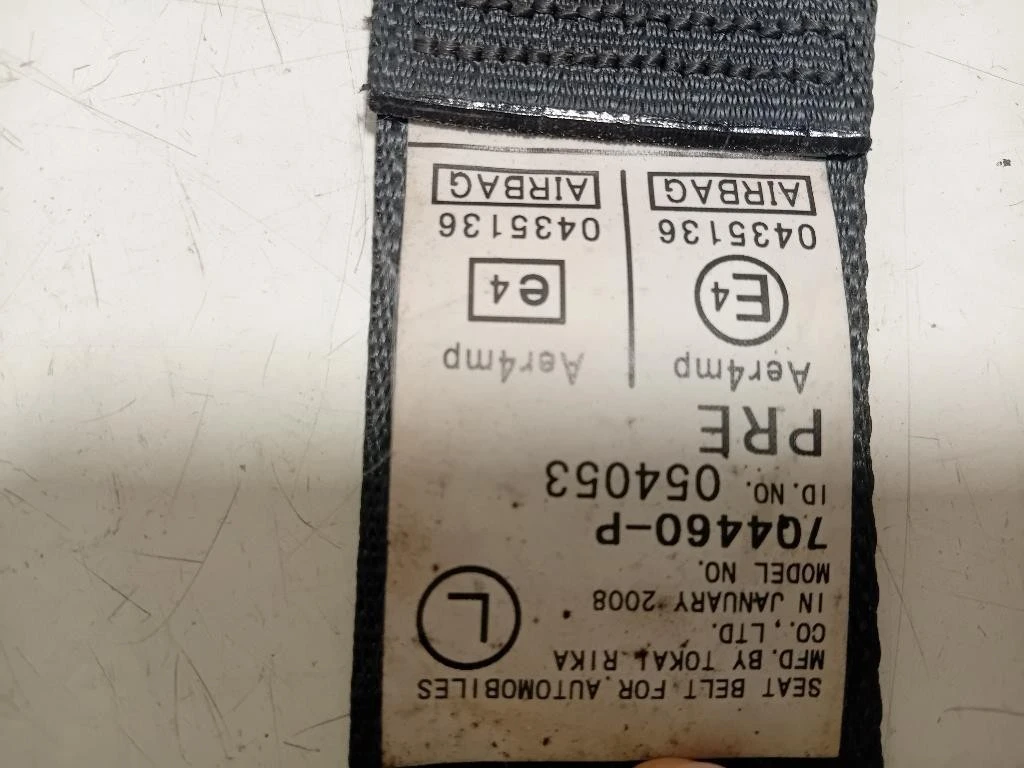 SEAT BELT FOR AUTOMOBILES
MFD. BY TOKAI RIKA
CO., LTD.
IN JANUARY 2008
L
MODEL NO.
7Q4460-P
ID. NO. 054053
PRE
Aer4mp Aer4mp
E4 e4
0435136 0435136
AIRBAG AIRBAG